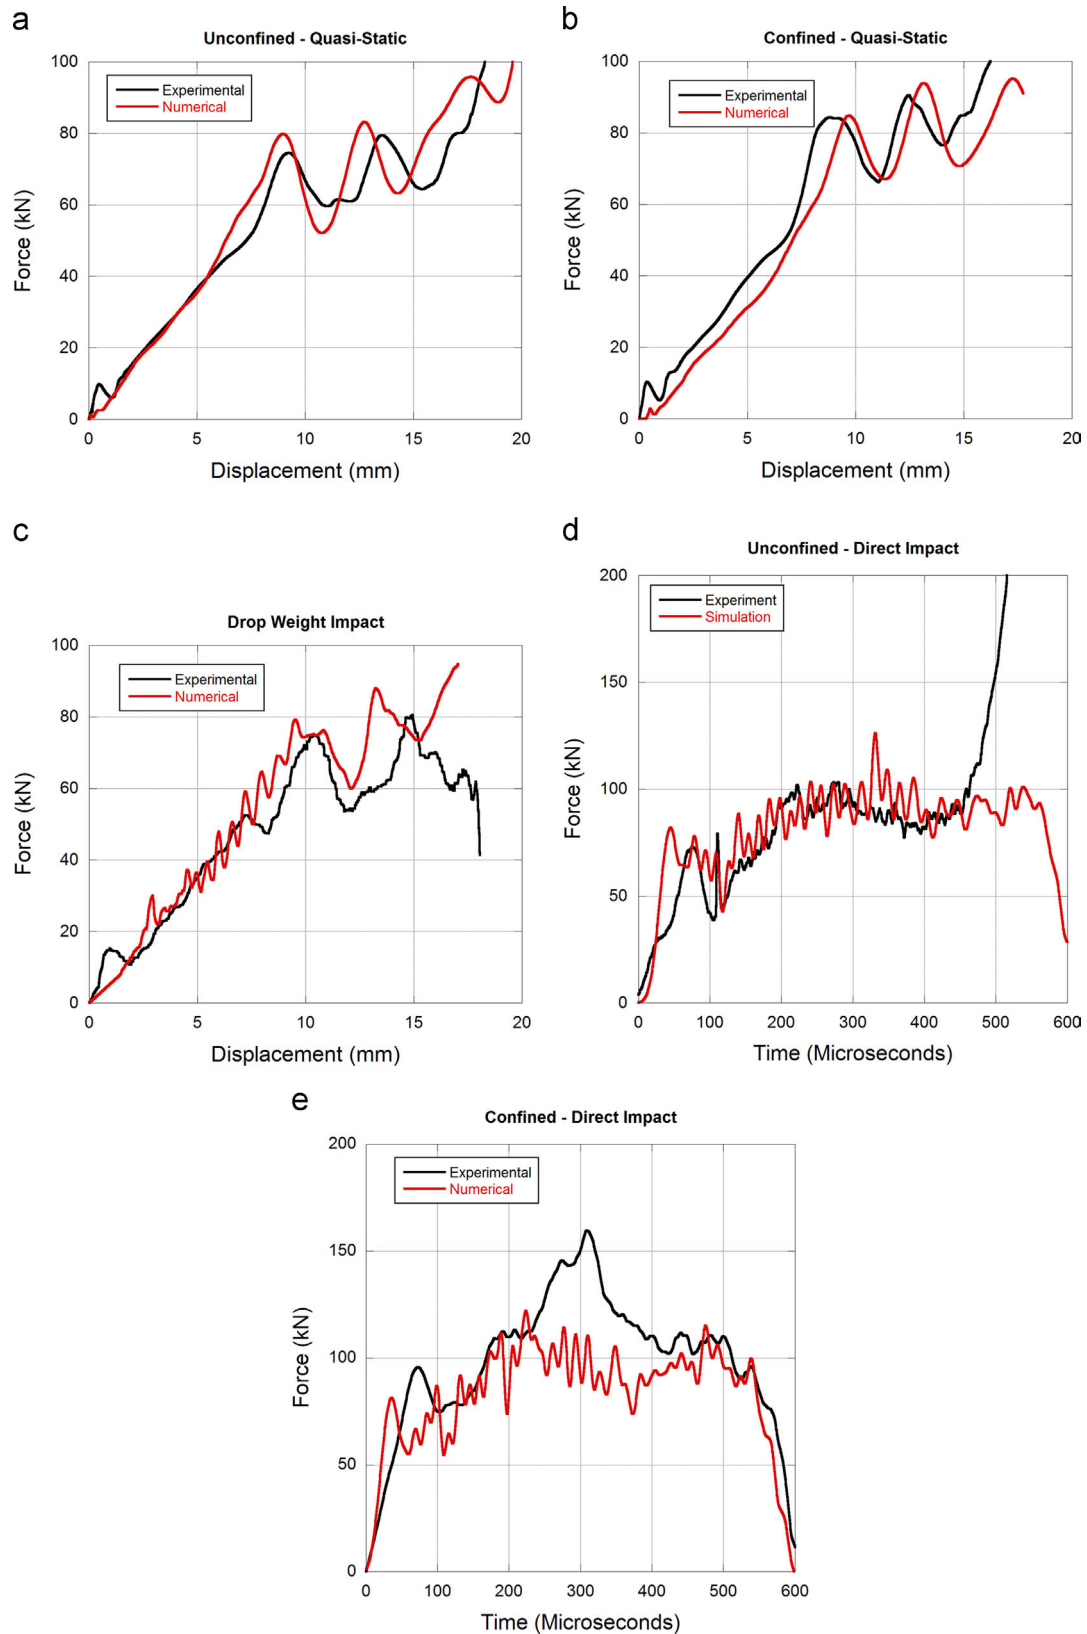 a
Unconfined - Quasi-Static
100
80
60
40
20
0
Experimental
Numerical
Force (kN)
0 5 10 15 20
Displacement (mm)
b
Confined - Quasi-Static
100
80
60
40
20
0
Experimental
Numerical
Force (kN)
0 5 10 15 20
Displacement (mm)
c
Drop Weight Impact
100
80
60
40
20
0
Experimental
Numerical
Force (kN)
0 5 10 15 20
Displacement (mm)
d
Unconfined - Direct Impact
200
150
100
50
0
Experiment
Simulation
Force (kN)
0 100 200 300 400 500 600
Time (Microseconds)
e
Confined - Direct Impact
200
150
100
50
0
Experimental
Numerical
Force (kN)
0 100 200 300 400 500 600
Time (Microseconds)